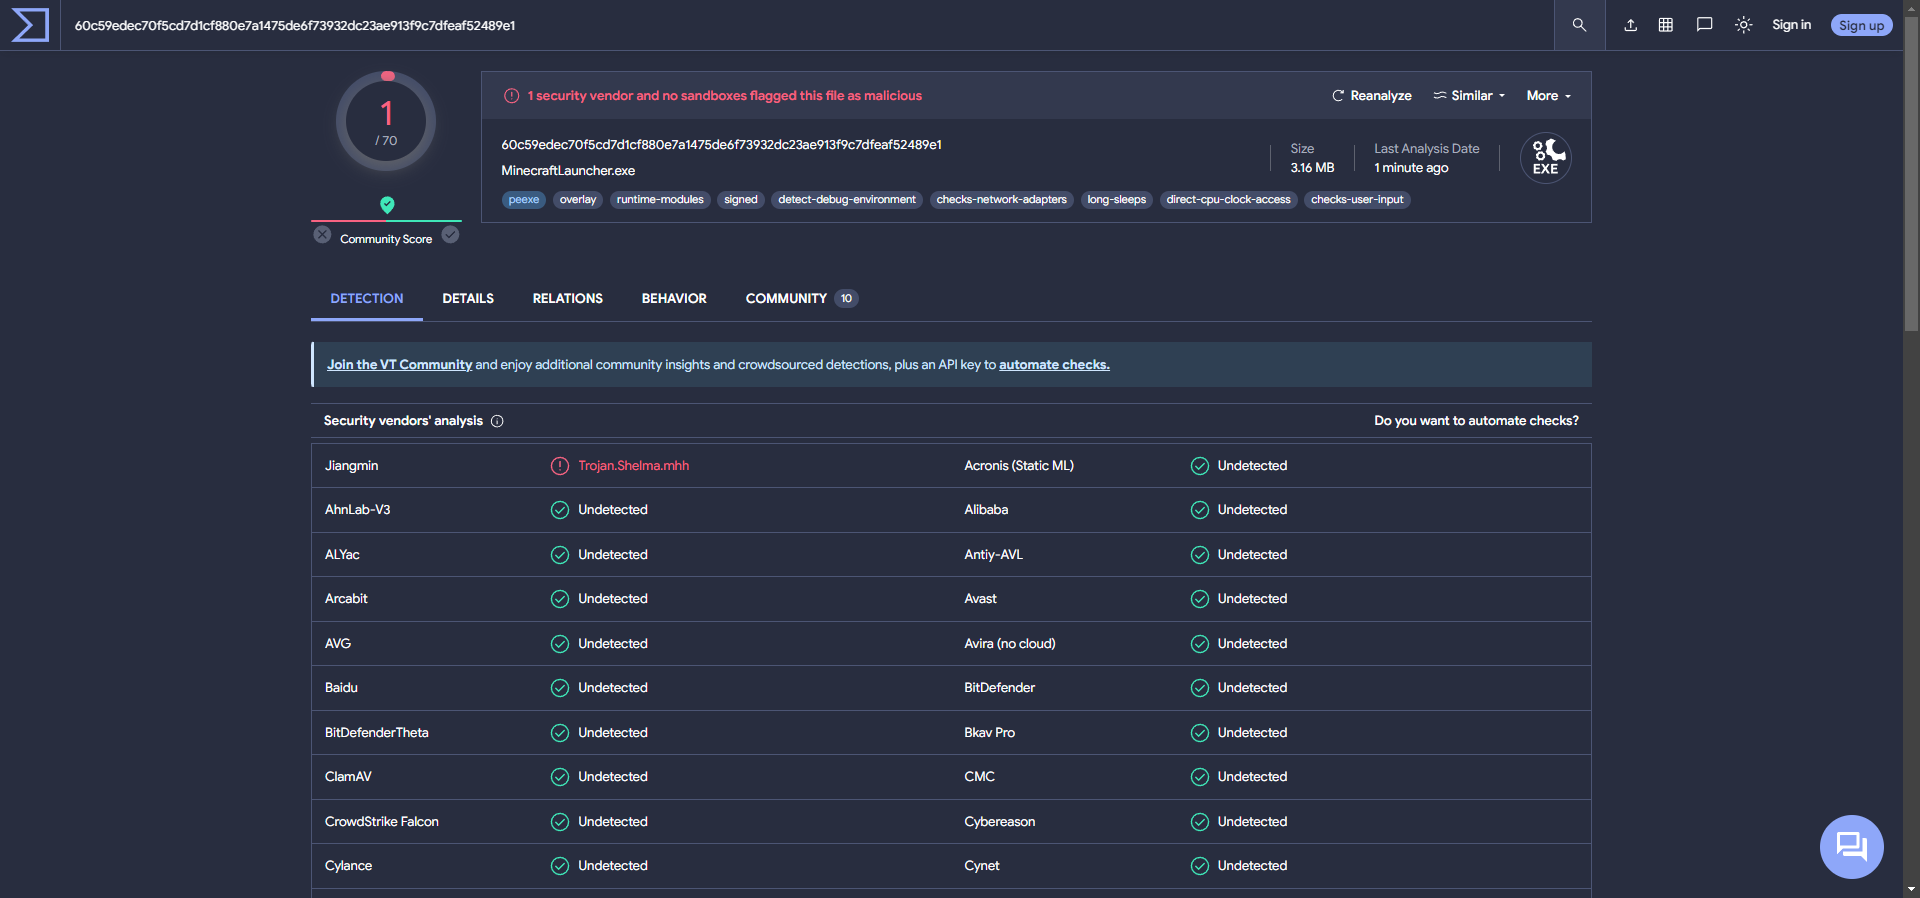 60c59edec70f5cd7d1cf880e7a1475de6f73932dc23ae913f9c7dfeaf52489e1
Sign in
Sign up
1
/ 70
Community Score
1 security vendor and no sandboxes flagged this file as malicious
Reanalyze
Similar
More
60c59edec70f5cd7d1cf880e7a1475de6f73932dc23ae913f9c7dfeaf52489e1
MinecraftLauncher.exe
Size
3.16 MB
Last Analysis Date
1 minute ago
EXE
peexe overlay runtime-modules signed detect-debug-environment checks-network-adapters long-sleeps direct-cpu-clock-access checks-user-input
DETECTION DETAILS RELATIONS BEHAVIOR COMMUNITY 10
Join the VT Community and enjoy additional community insights and crowdsourced detections, plus an API key to automate checks.
Security vendors' analysis Do you want to automate checks?
Jiangmin Trojan.Shelma.mhh Acronis (Static ML) Undetected
AhnLab-V3 Undetected Alibaba Undetected
ALYac Undetected Antiy-AVL Undetected
Arcabit Undetected Avast Undetected
AVG Undetected Avira (no cloud) Undetected
Baidu Undetected BitDefender Undetected
BitDefenderTheta Undetected Bkav Pro Undetected
ClamAV Undetected CMC Undetected
CrowdStrike Falcon Undetected Cybereason Undetected
Cylance Undetected Cynet Undetected